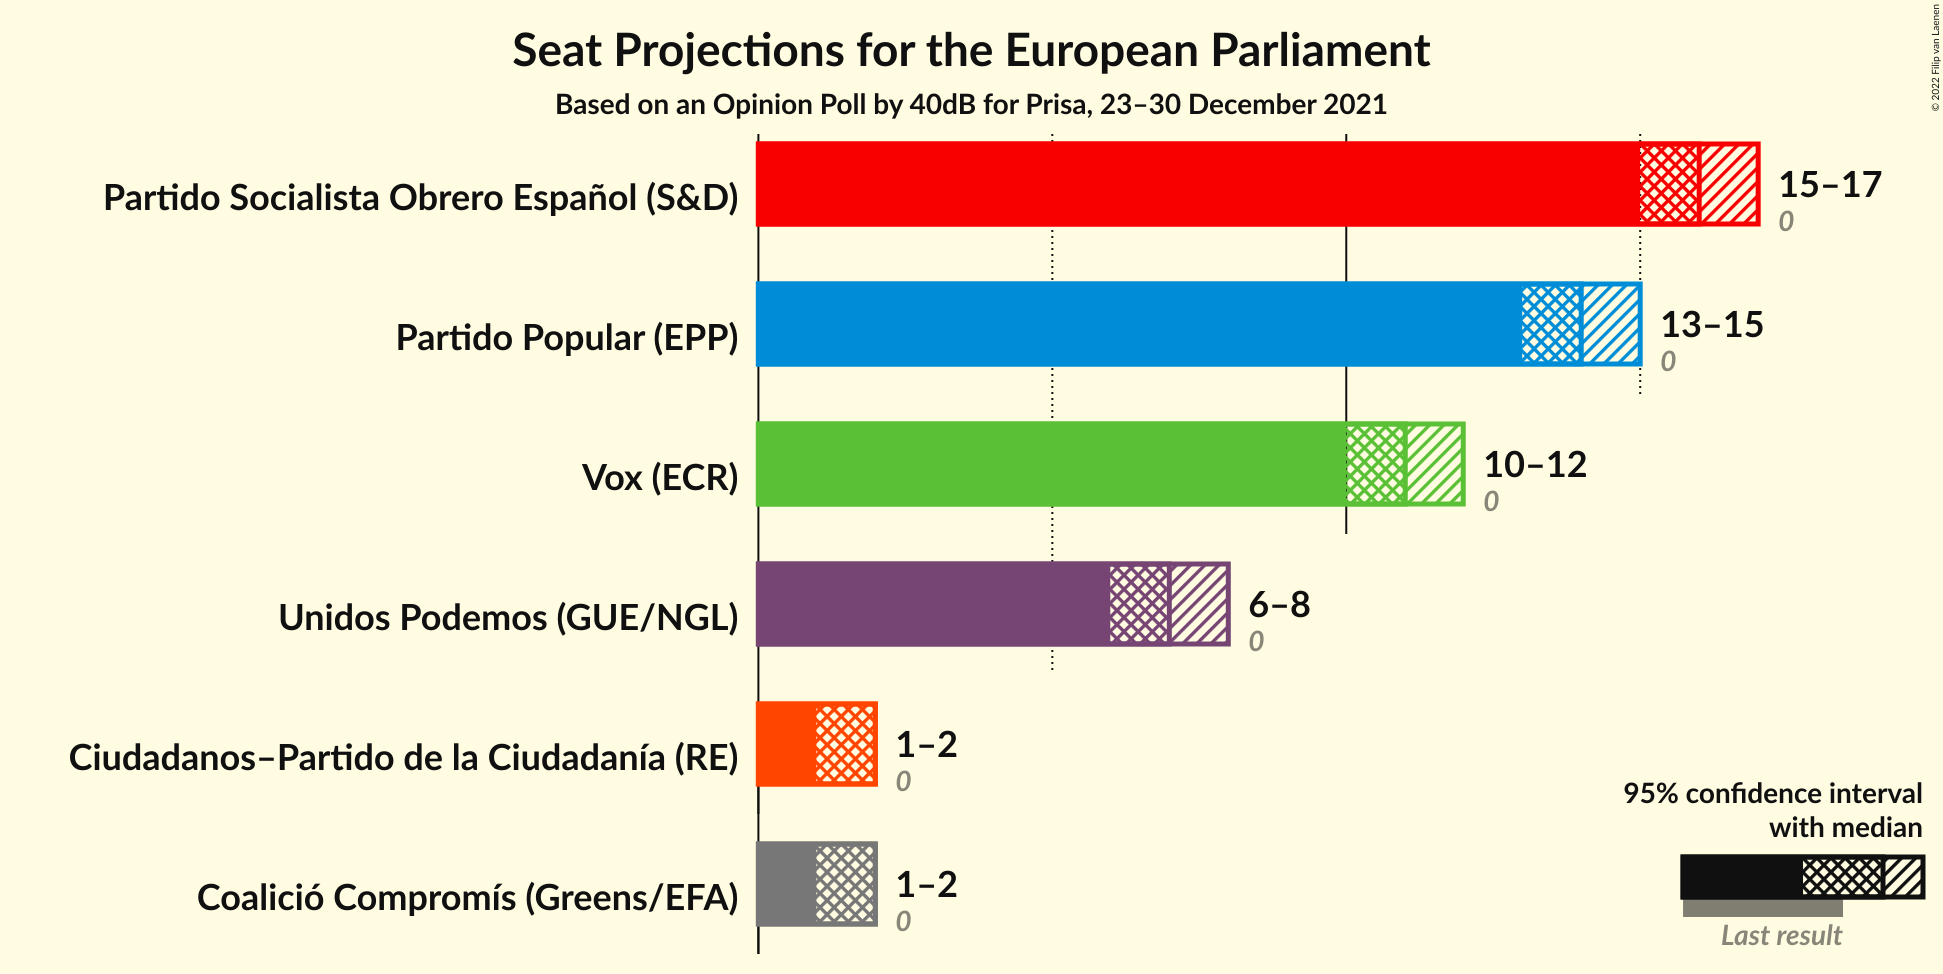 Seat Projections for the European Parliament
Based on an Opinion Poll by 40dB for Prisa, 23–30 December 2021
© 2022 Filip van Laenen
Partido Socialista Obrero Español (S&D)
15–17
0
Partido Popular (EPP)
13–15
0
Vox (ECR)
10–12
0
Unidos Podemos (GUE/NGL)
6–8
0
Ciudadanos–Partido de la Ciudadanía (RE)
1–2
0
Coalició Compromís (Greens/EFA)
1–2
0
95% confidence interval
with median
Last result